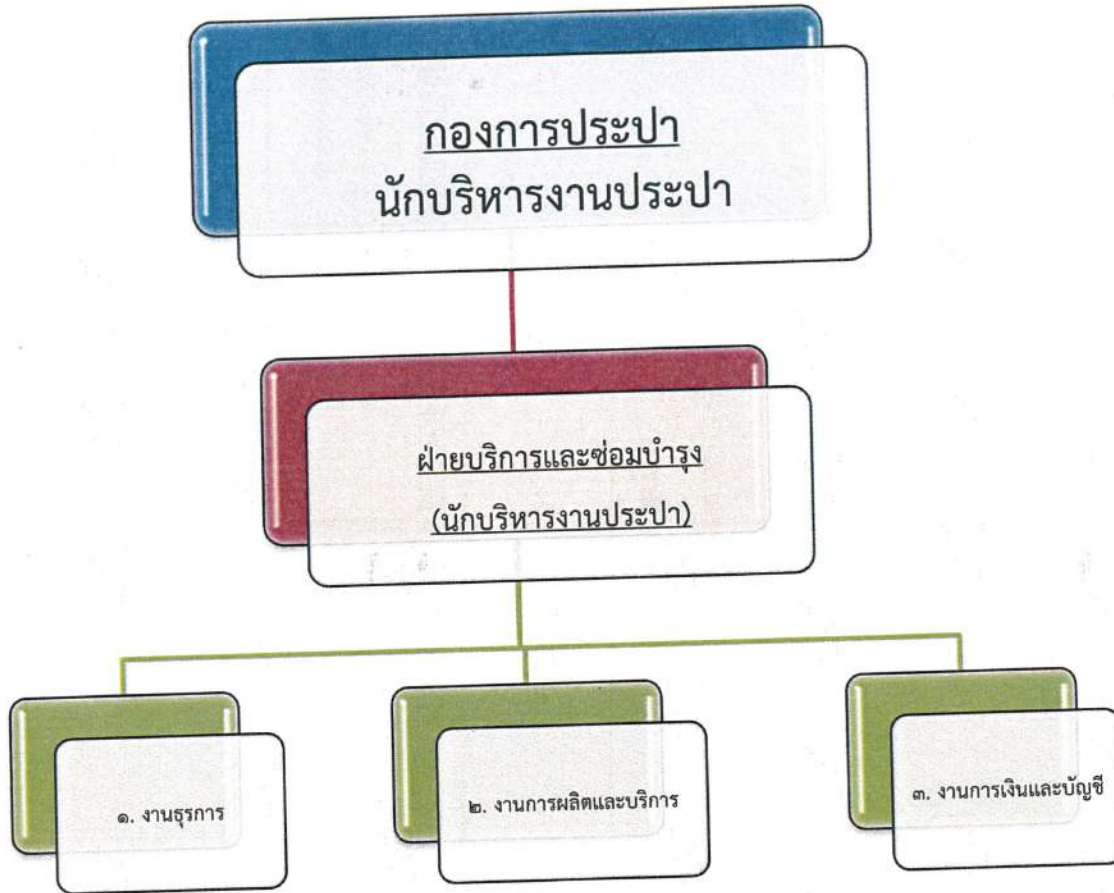 กองการประปา
นักบริหารงานประปา
ฝ่ายบริการและซ่อมบำรุง
(นักบริหารงานประปา)
๑. งานธุรการ
๒. งานการผลิตและบริการ
๓. งานการเงินและบัญชี